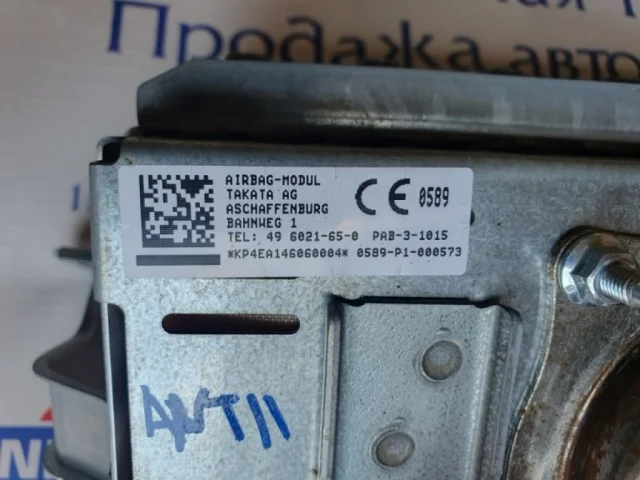 Продажа авто
AIRBAG-MODUL
TAKATA AG
ASCHAFFENBURG
BAHNWEG 1
TEL: 49 6021-65-0 PAB-3-1015
*KP4EA146060004* 0589-P1-000573
CE 0589